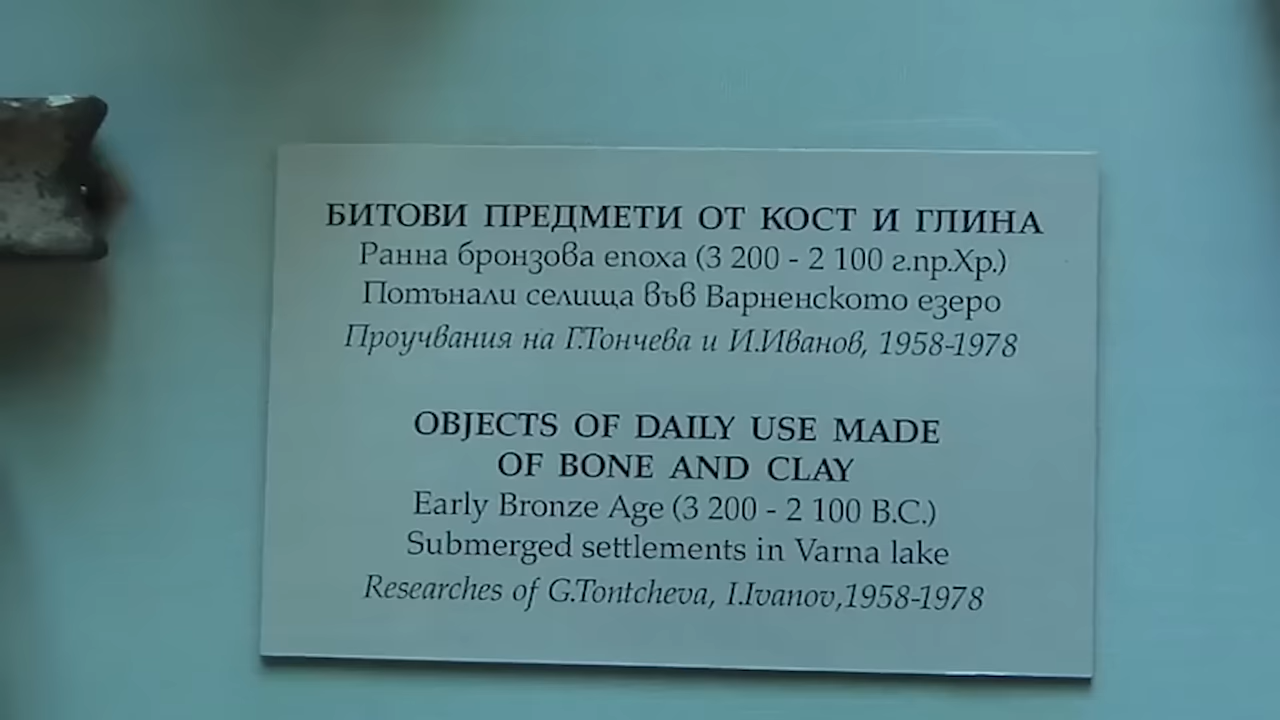 БИТОВИ ПРЕДМЕТИ ОТ КОСТ И ГЛИНА
Ранна бронзова епоха (3 200 - 2 100 г.пр.Хр.)
Потънали селища във Варненското езеро
Проучвания на Г.Тончева и И.Иванов, 1958-1978
OBJECTS OF DAILY USE MADE
OF BONE AND CLAY
Early Bronze Age (3 200 - 2 100 B.C.)
Submerged settlements in Varna lake
Researches of G.Tontcheva, I.Ivanov,1958-1978